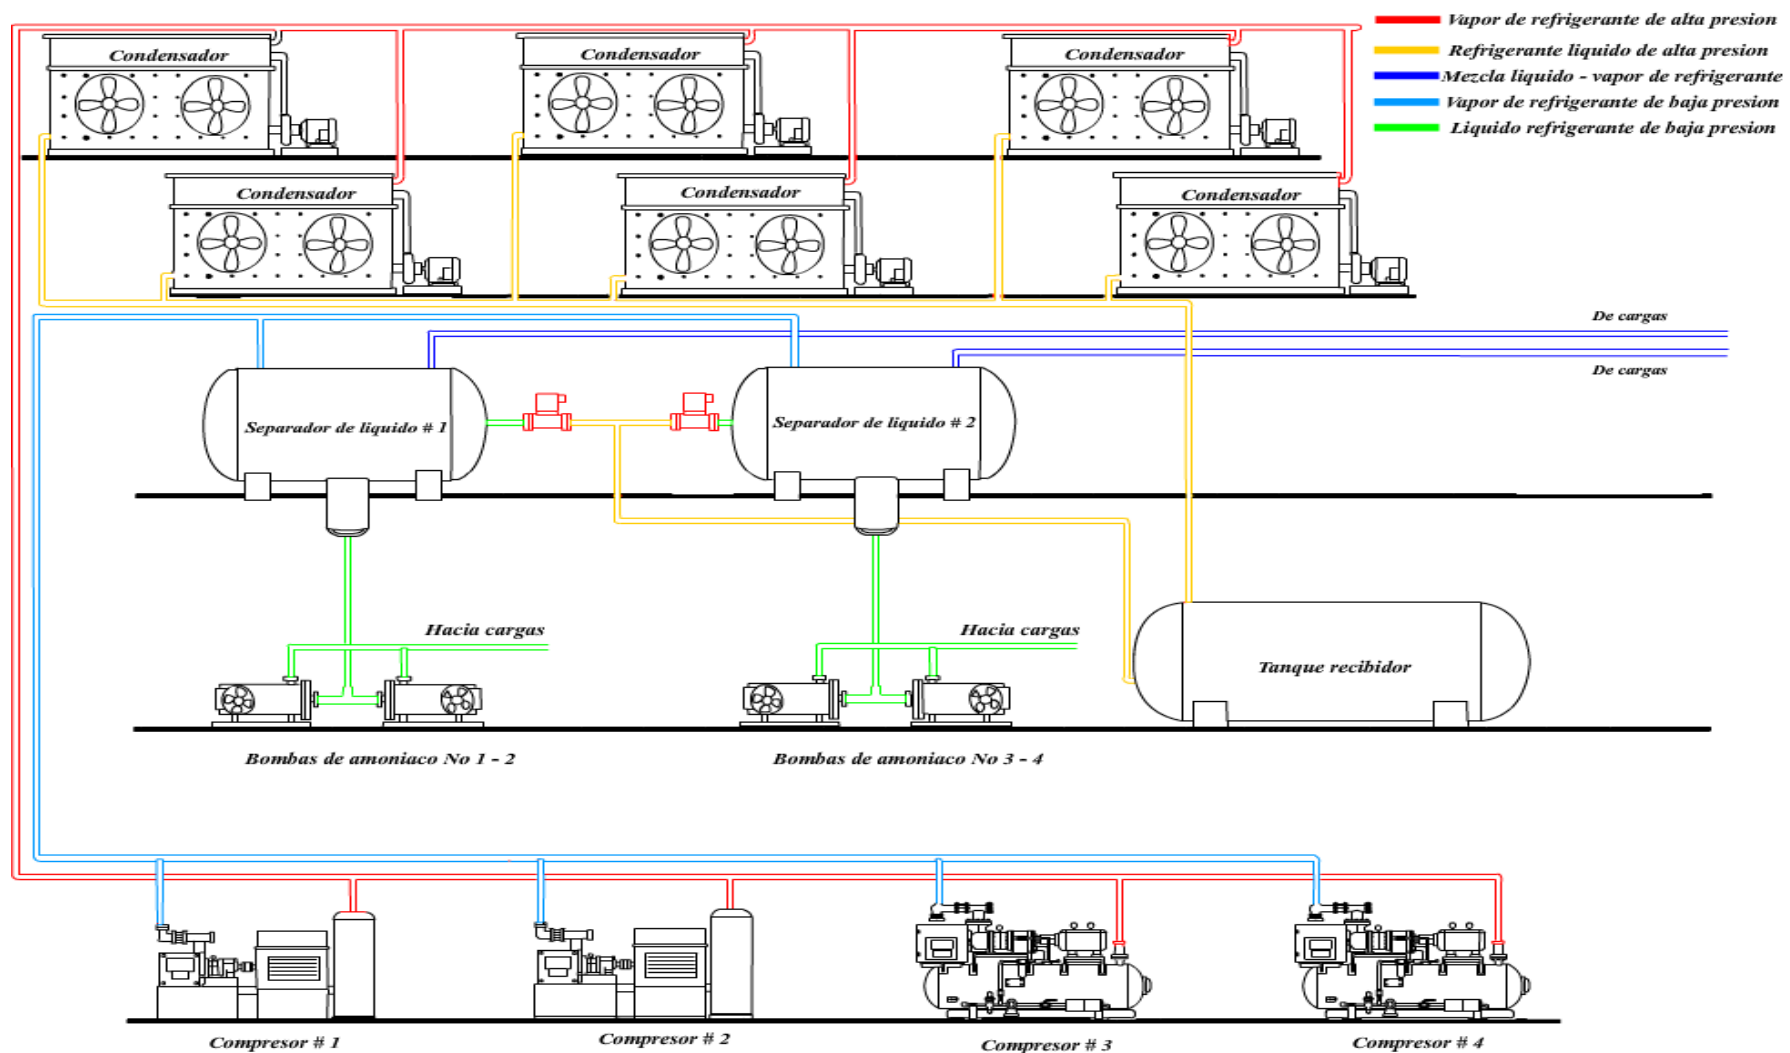 Vapor de refrigerante de alta presion
Refrigerante liquido de alta presion
Mezcla liquido - vapor de refrigerante
Vapor de refrigerante de baja presion
Liquido refrigerante de baja presion
Condensador
Condensador
Condensador
Condensador
Condensador
Condensador
De cargas
De cargas
Separador de liquido # 1
Separador de liquido # 2
Hacia cargas
Hacia cargas
Tanque recibidor
Bombas de amoniaco No 1 - 2
Bombas de amoniaco No 3 - 4
Compresor # 1
Compresor # 2
Compresor # 3
Compresor # 4